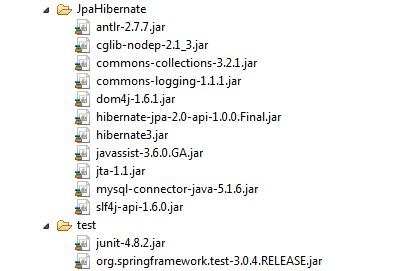 JpaHibernate
antlr-2.7.7.jar
cglib-nodep-2.1_3.jar
commons-collections-3.2.1.jar
commons-logging-1.1.1.jar
dom4j-1.6.1.jar
hibernate-jpa-2.0-api-1.0.0.Final.jar
hibernate3.jar
javassist-3.6.0.GA.jar
jta-1.1.jar
mysql-connector-java-5.1.6.jar
slf4j-api-1.6.0.jar
test
junit-4.8.2.jar
org.springframework.test-3.0.4.RELEASE.jar